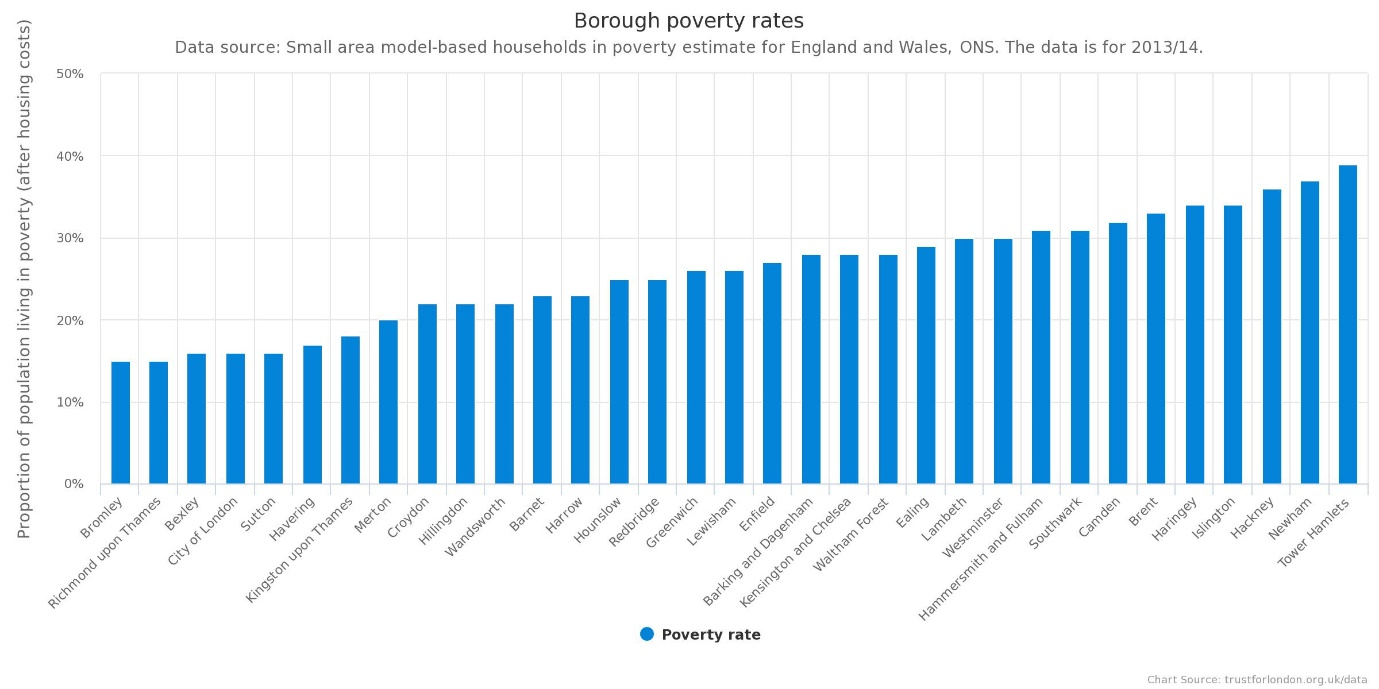 Borough poverty rates
Data source: Small area model-based households in poverty estimate for England and Wales, ONS. The data is for 2013/14.
Proportion of population living in poverty (after housing costs)
50%
40%
30%
20%
10%
0%
Bromley
Richmond upon Thames
Bexley
City of London
Sutton
Havering
Kingston upon Thames
Merton
Croydon
Hillingdon
Wandsworth
Barnet
Harrow
Hounslow
Redbridge
Greenwich
Lewisham
Enfield
Barking and Dagenham
Kensington and Chelsea
Waltham Forest
Ealing
Lambeth
Westminster
Hammersmith and Fulham
Southwark
Camden
Brent
Haringey
Islington
Hackney
Newham
Tower Hamlets
Poverty rate
Chart Source: trustforlondon.org.uk/data